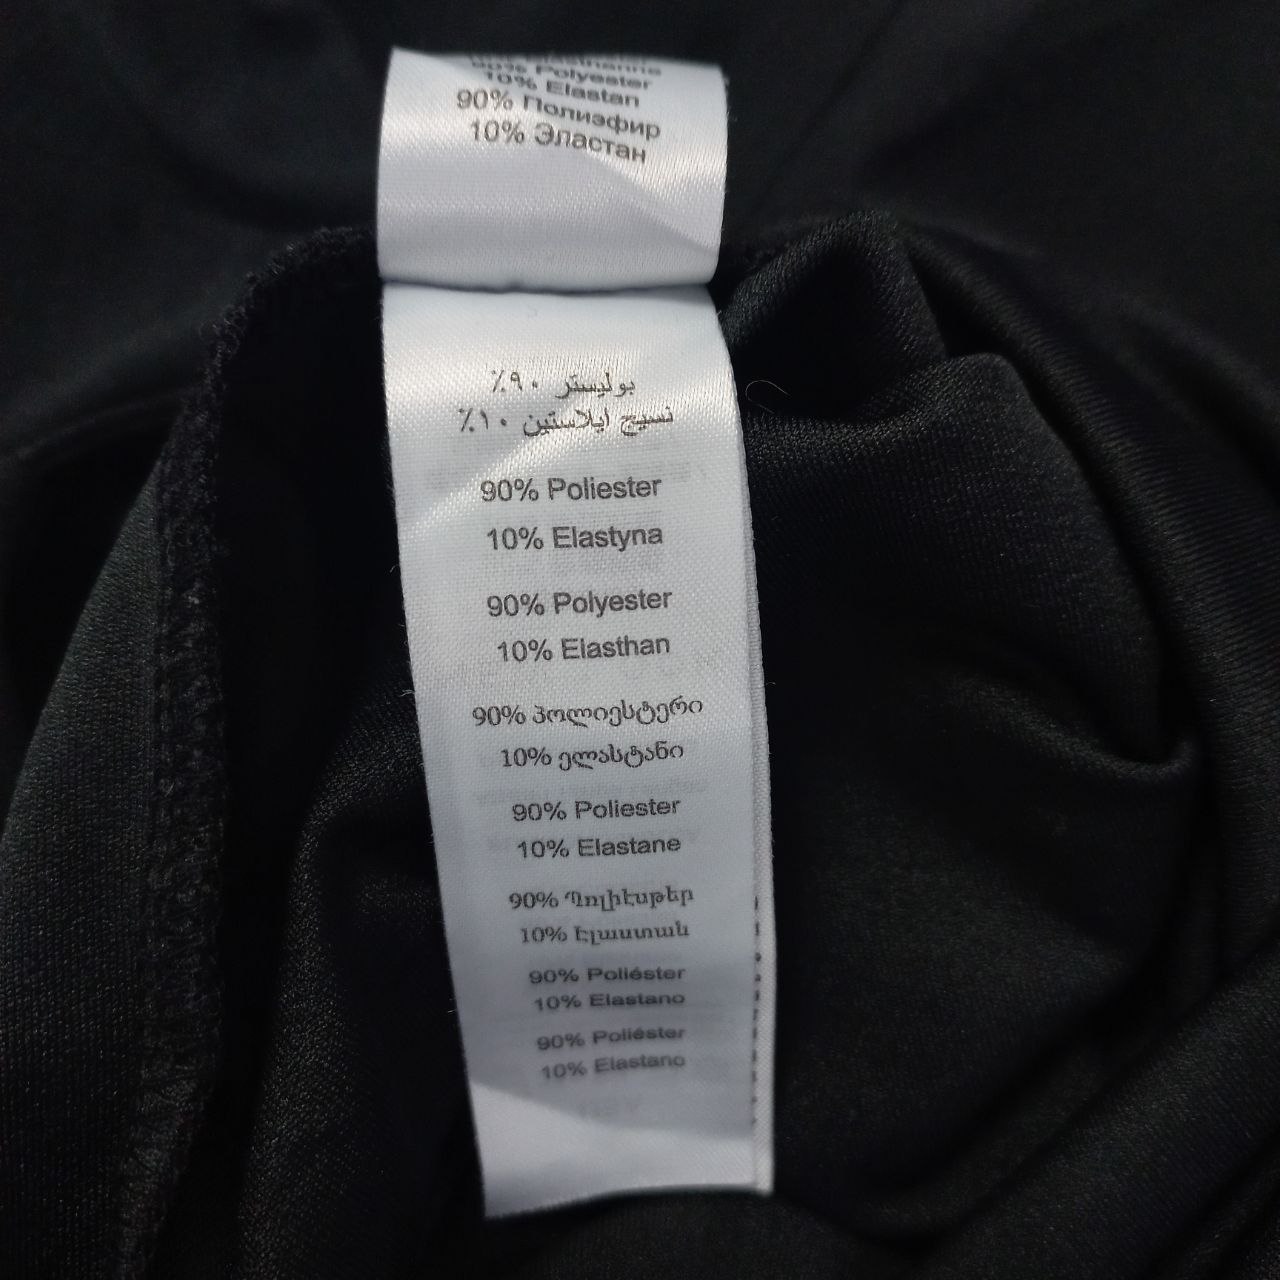 90% Polyester
10% Elastan
90% Полиэфир
10% Эластан
بوليستر ٩٠٪
نسيج ايلاستين ١٠٪
90% Poliester
10% Elastyna
90% Polyester
10% Elasthan
90% პოლიესტერი
10% ელასტანი
90% Poliester
10% Elastane
90% Պոլիէսթեր
10% Էլաստան
90% Poliéster
10% Elastano
90% Poliéster
10% Elastano